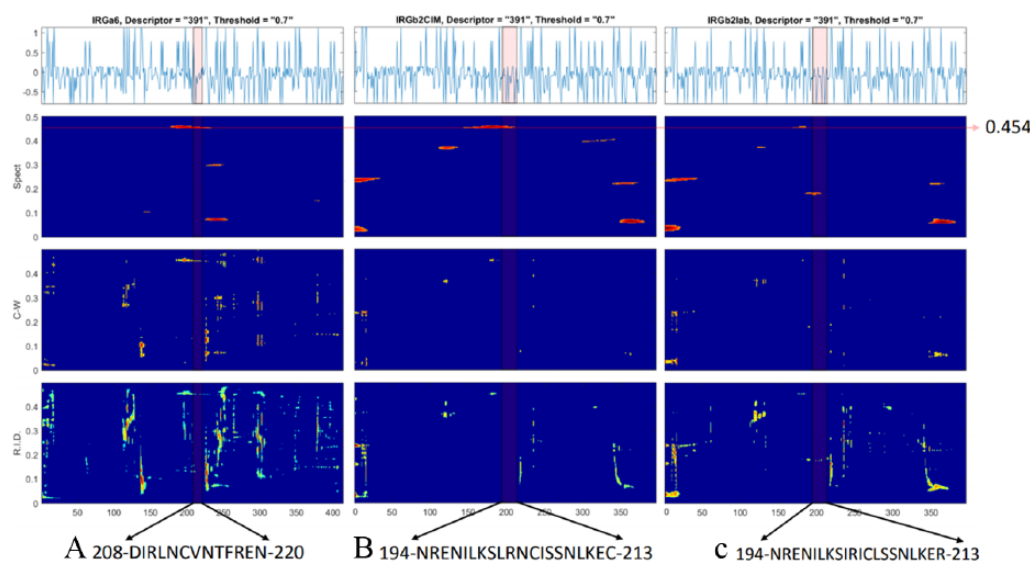 IRGa6, Descriptor = "391", Threshold = "0.7"
IRGb2CIM, Descriptor = "391", Threshold = "0.7"
IRGb2lab, Descriptor = "391", Threshold = "0.7"
1
0.5
0
-0.5
0.5
0.4
0.3
0.2
0.1
0
Spect
0.454
0.4
0.3
0.2
0.1
0
C-W
0.4
0.3
0.2
0.1
0
R.I.D.
50 100 150 200 250 300 350 400
0 50 100 150 200 250 300 350
0 50 100 150 200 250 300 350
A 208-DIRLNCVNTFREN-220
B 194-NRENILKSLRNCISSNLKEC-213
c 194-NRENILKSIRICLSSNLKER-213